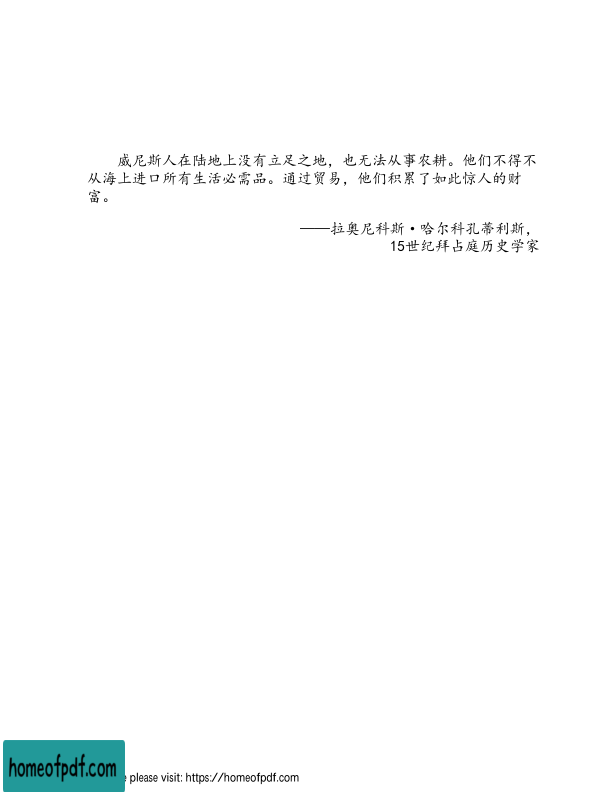 威尼斯人在陆地上没有立足之地，也无法从事农耕。他们不得不
从海上进口所有生活必需品。通过贸易，他们积累了如此惊人的财
富。
——拉奥尼科斯·哈尔科孔蒂利斯，
15世纪拜占庭历史学家
homeofpdf.com
please visit: https://homeofpdf.com